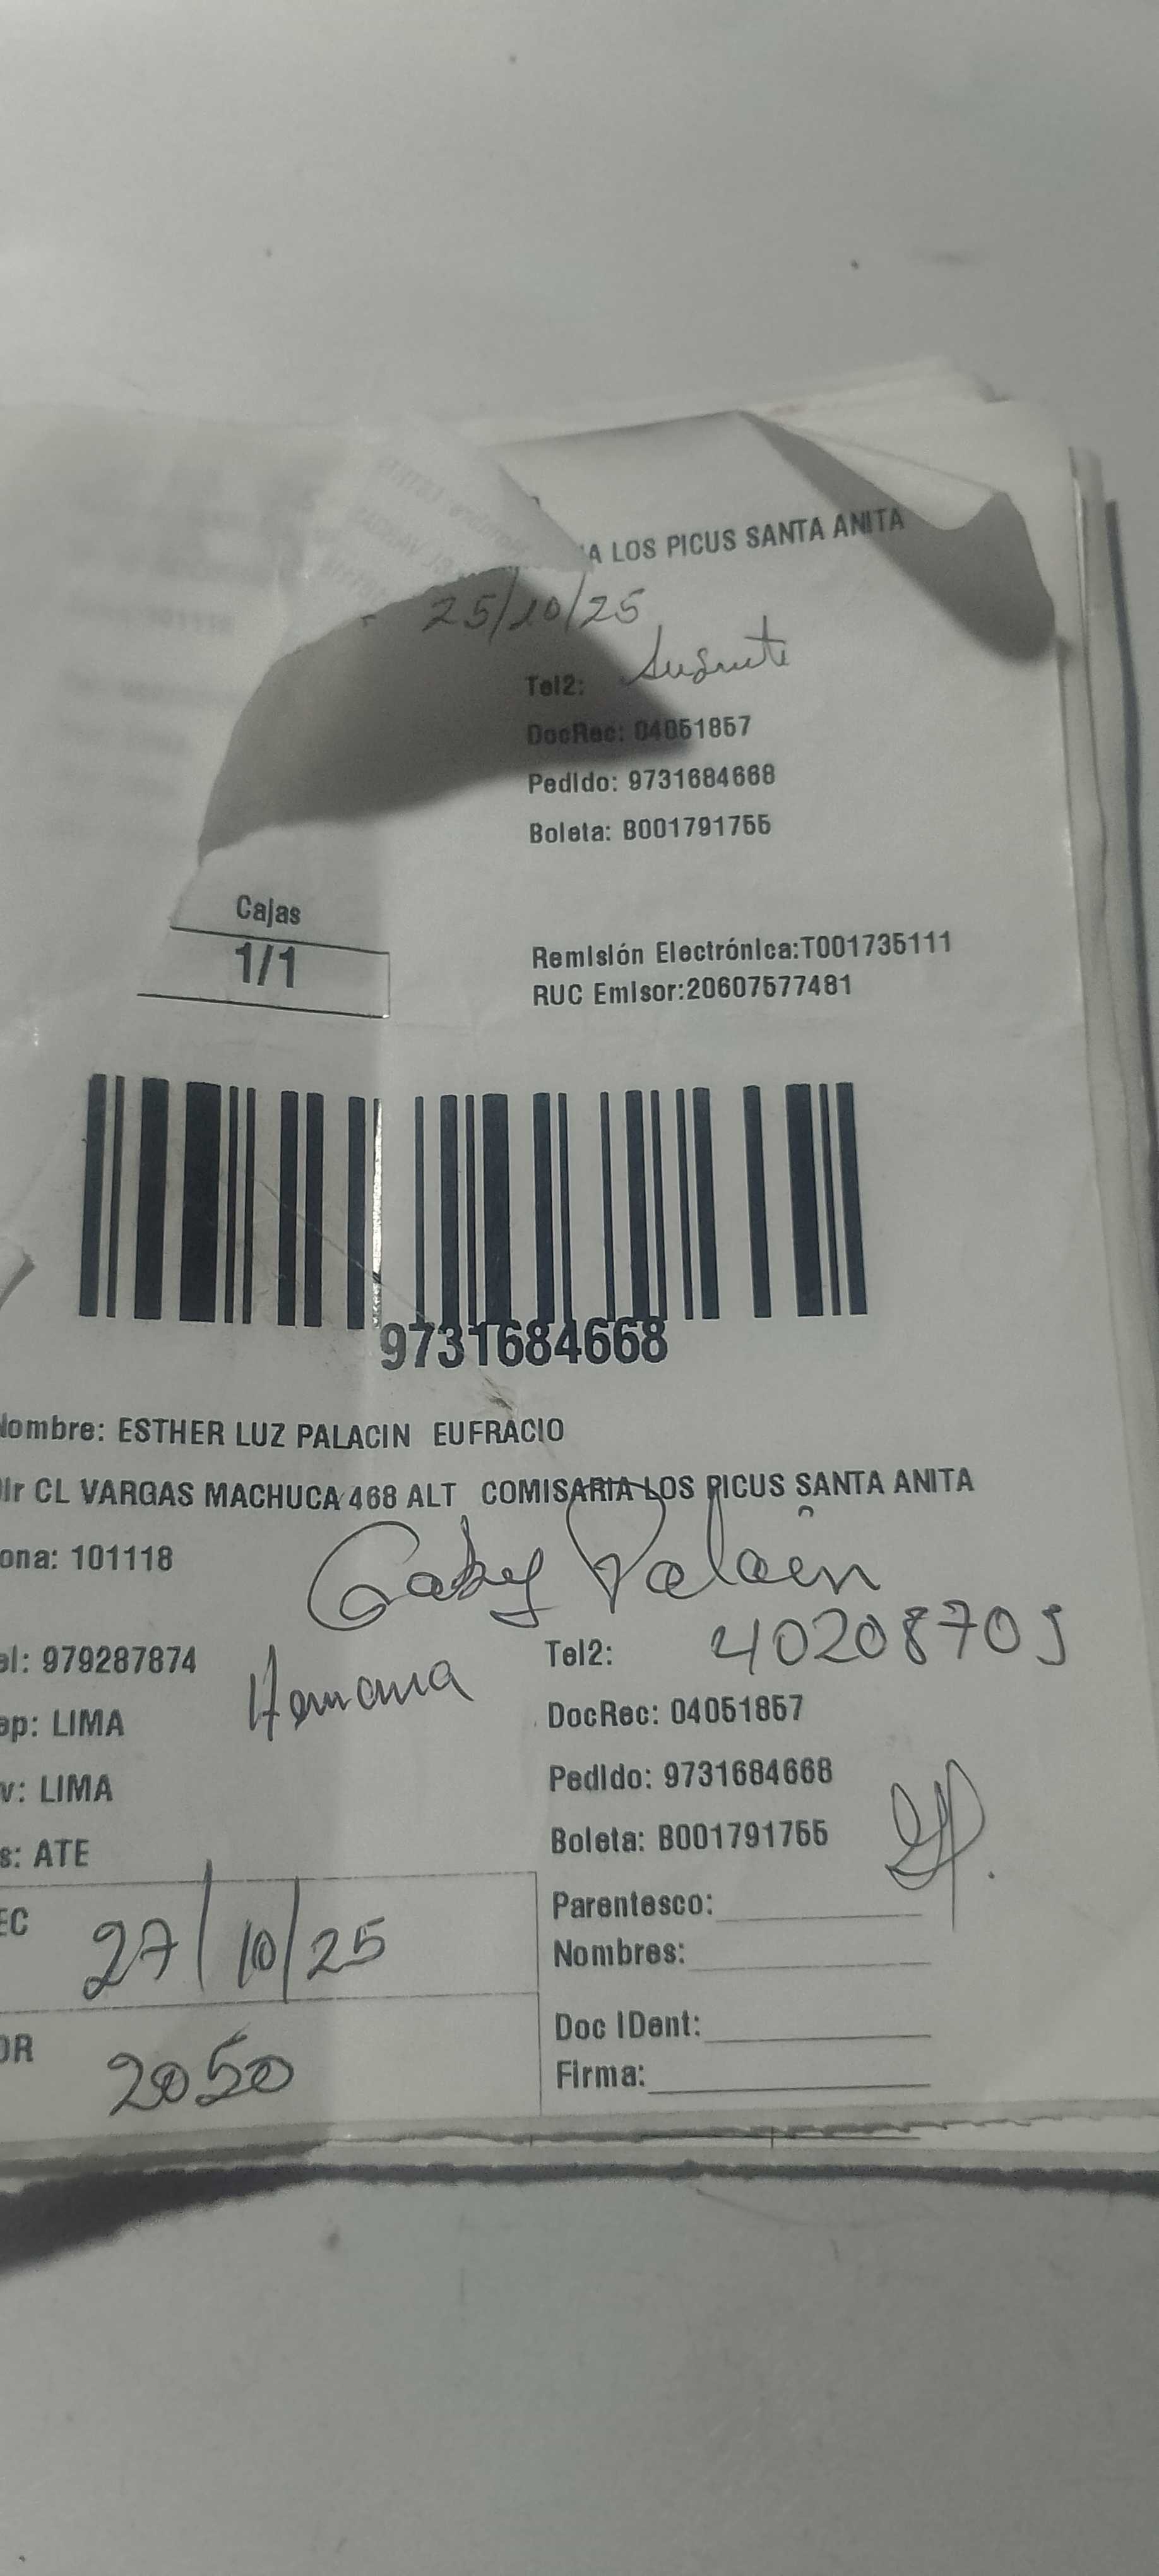 A LOS PICUS SANTA ANITA
25/10/25
Tel2:
DocRec: 04051857
Pedido: 9731684668
Boleta: B001791755
Cajas
1/1
Remisión Electrónica:T001735111
RUC Emisor:20607577481
9731684668
Nombre: ESTHER LUZ PALACIN EUFRACIO
Dir CL VARGAS MACHUCA 468 ALT COMISARIA LOS PICUS SANTA ANITA
ona: 101118
Gaby Palacin
el: 979287874
Hermana
Tel2: 40208709
ep: LIMA
DocRec: 04051857
v: LIMA
Pedido: 9731684668
s: ATE
Boleta: B001791755
EC 27/10/25
Parentesco:
Nombres:
OR 2050
Doc IDent:
Firma: